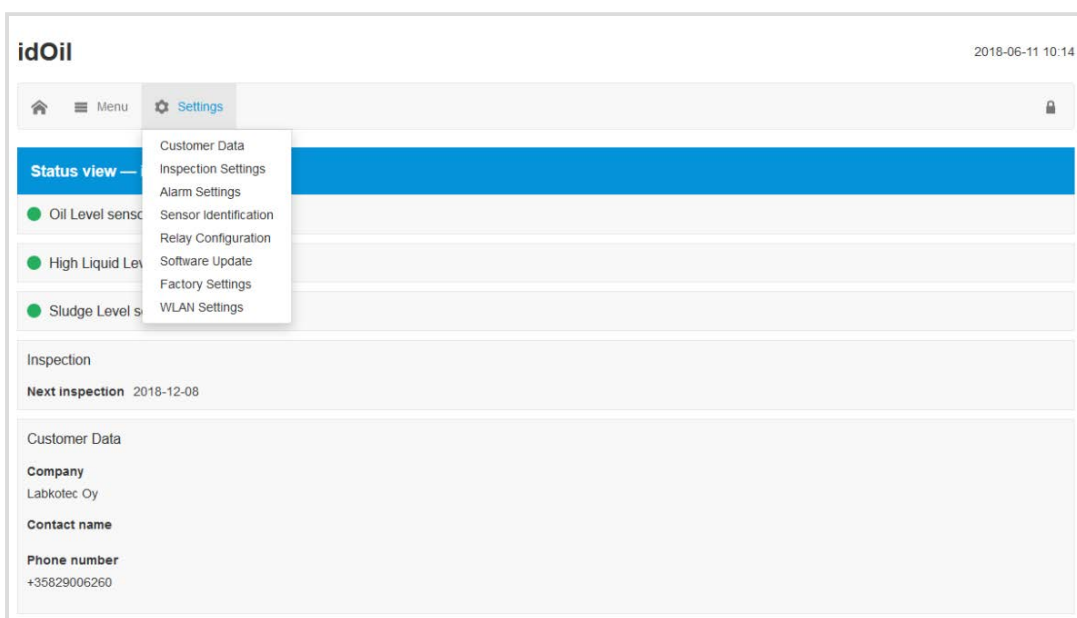 idOil
2018-06-11 10:14
Menu
Settings
Customer Data
Inspection Settings
Alarm Settings
Sensor Identification
Relay Configuration
Software Update
Factory Settings
WLAN Settings
Status view —
Oil Level
High Liquid
Sludge Level
Inspection
Next inspection 2018-12-08
Customer Data
Company
Labkotec Oy
Contact name
Phone number
+35829006260